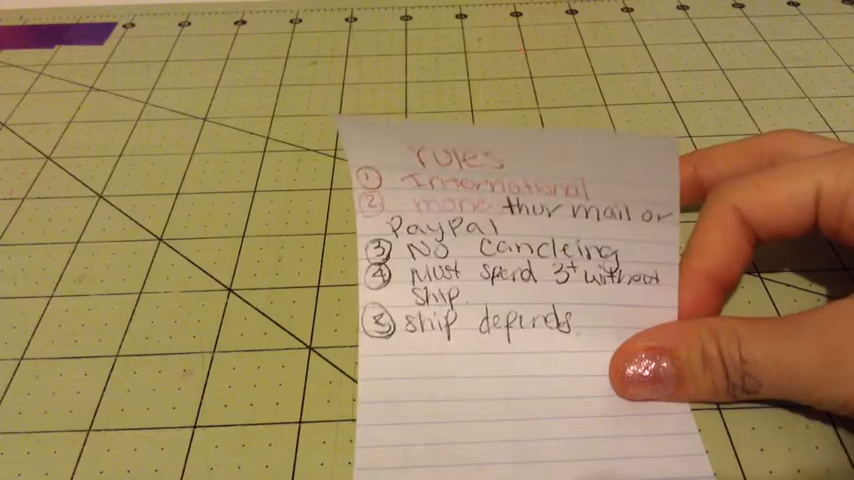 rules
① International
② mone thur mail or
PayPal
③ No cancleing
④ Must spend 3+ without
ship.
⑤ ship depends